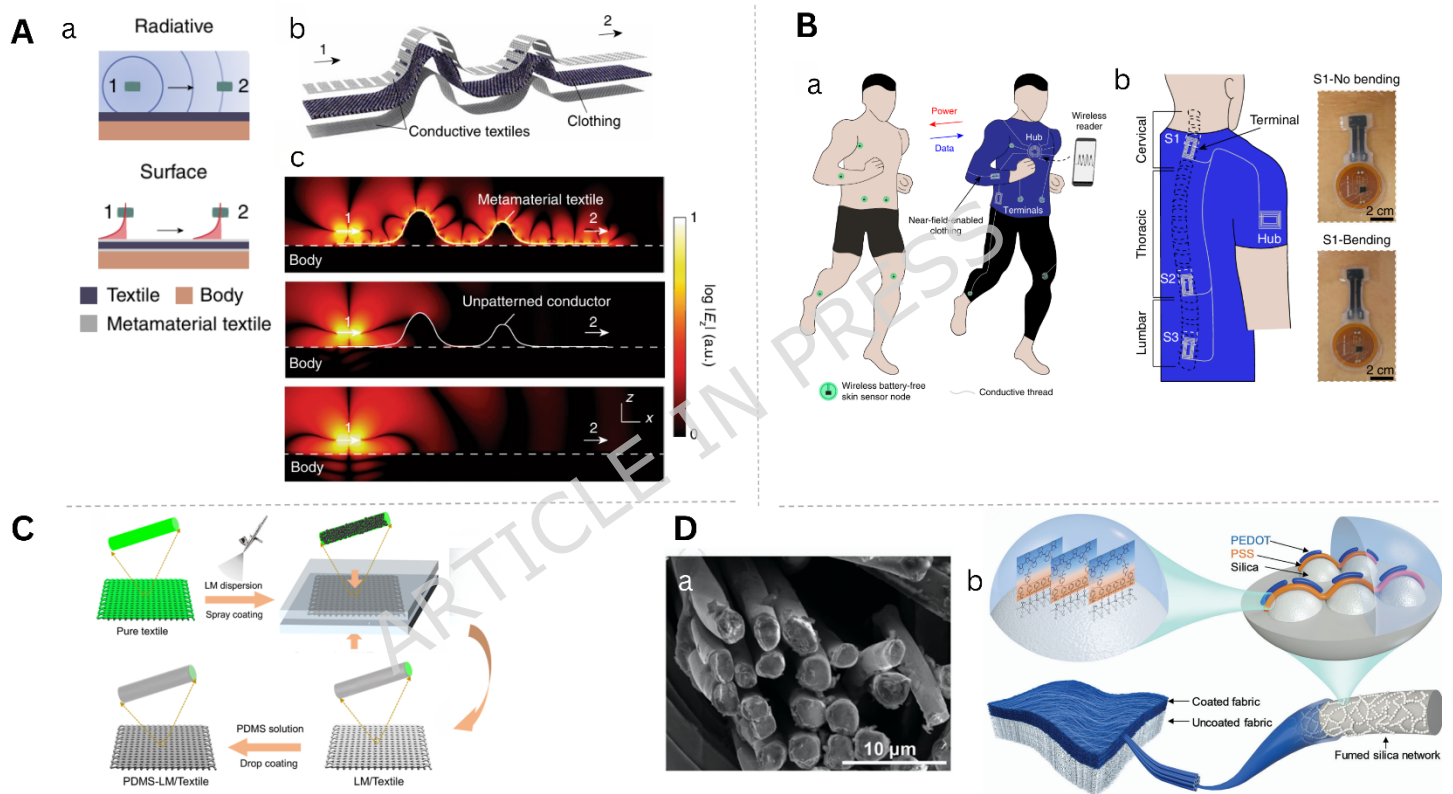 A
a
Radiative
1
2
Surface
1
2
Textile
Body
Metamaterial textile
b
1
2
Conductive textiles
Clothing
c
Metamaterial textile
1
2
Body
Unpatterned conductor
1
2
Body
z
x
1
2
Body
1
log |Ez| (a.u.)
0
B
a
Power
Data
Hub
Wireless
reader
Terminals
Near-field-enabled
clothing
Wireless battery-free
skin sensor node
Conductive thread
b
Cervical
Thoracic
Lumbar
S1
S2
S3
Terminal
Hub
S1-No bending
2 cm
S1-Bending
2 cm
ARTICLE IN PRESS
C
LM dispersion
Spray coating
Pure textile
PDMS solution
Drop coating
PDMS-LM/Textile
LM/Textile
D
a
10 µm
b
PEDOT
PSS
Silica
Coated fabric
Uncoated fabric
Fumed silica network